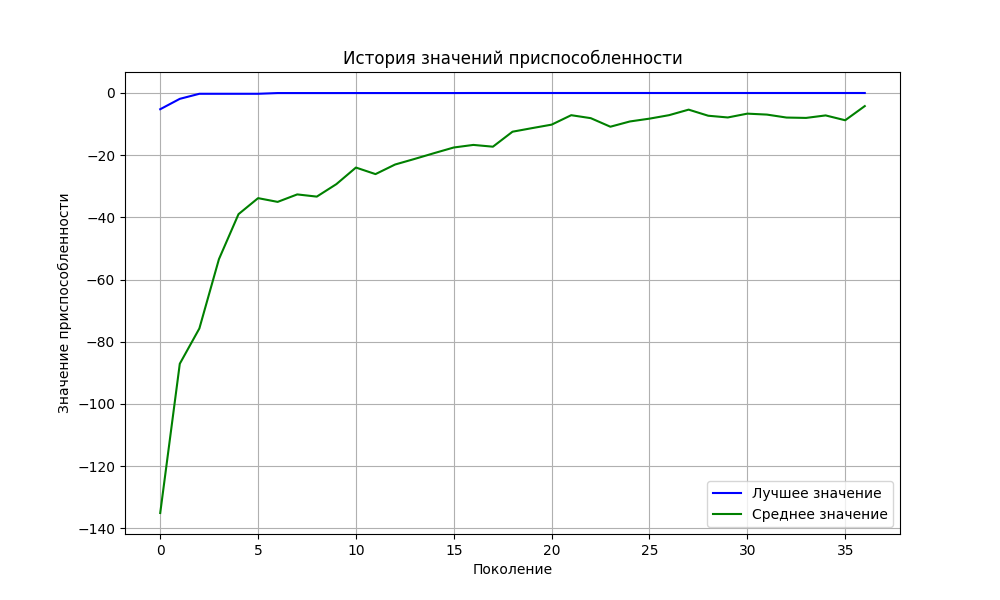 История значений приспособленности
Значение приспособленности
0
−20
−40
−60
−80
−100
−120
−140
0 5 10 15 20 25 30 35
Поколение
Лучшее значение
Среднее значение